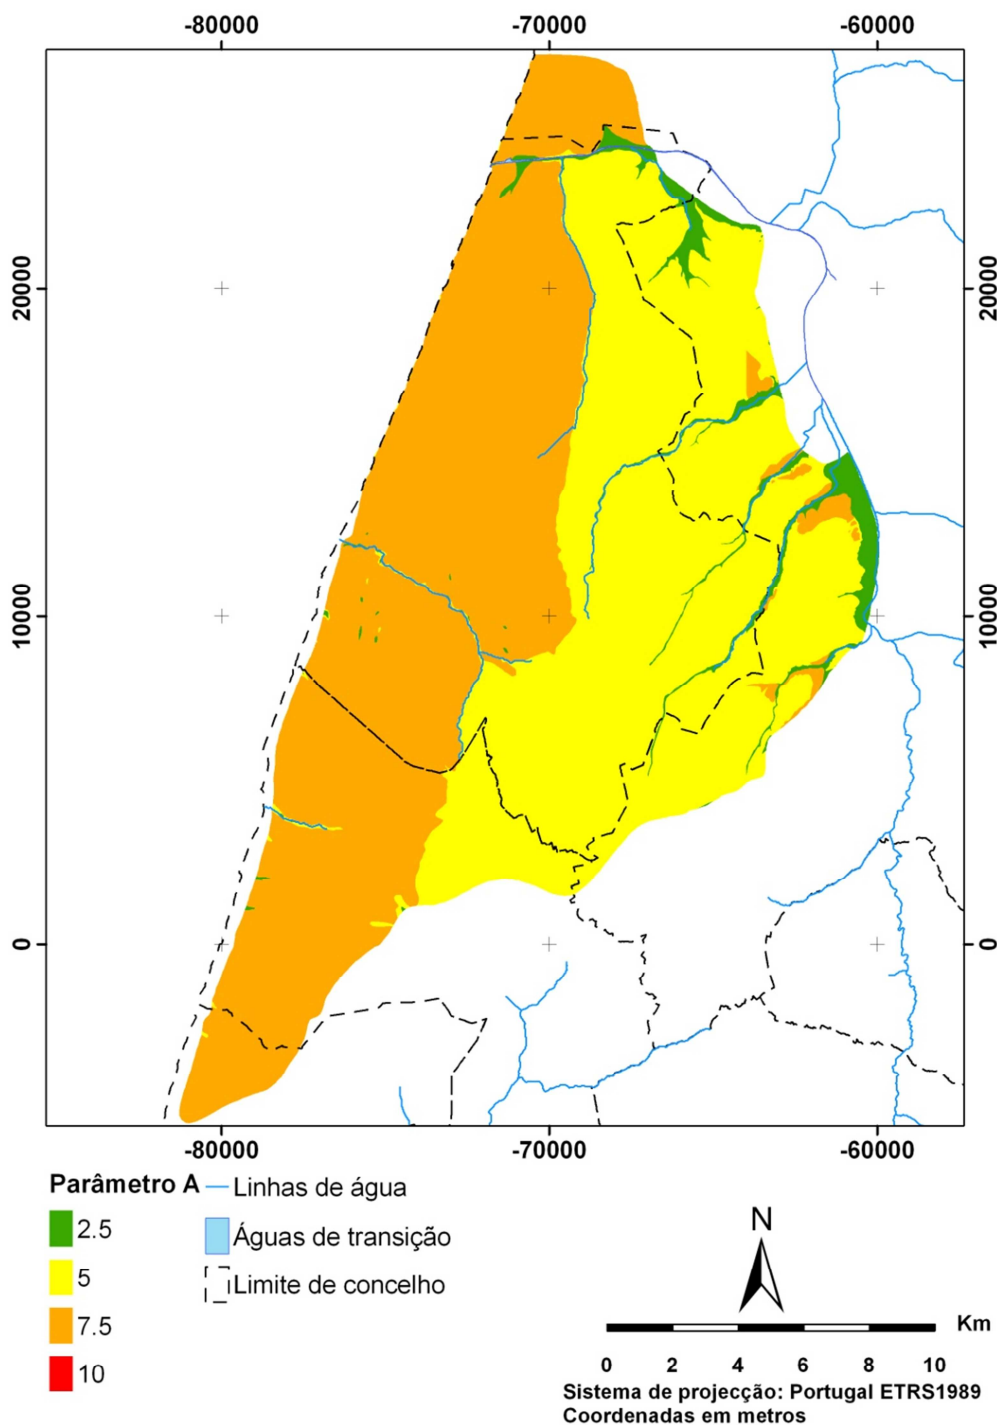 -80000 -70000 -60000
20000 20000
10000 10000
0 0
-80000 -70000 -60000
Parâmetro A
2.5
5
7.5
10
Linhas de água
Águas de transição
Limite de concelho
N
Km
0 2 4 6 8 10
Sistema de projecção: Portugal ETRS1989
Coordenadas em metros